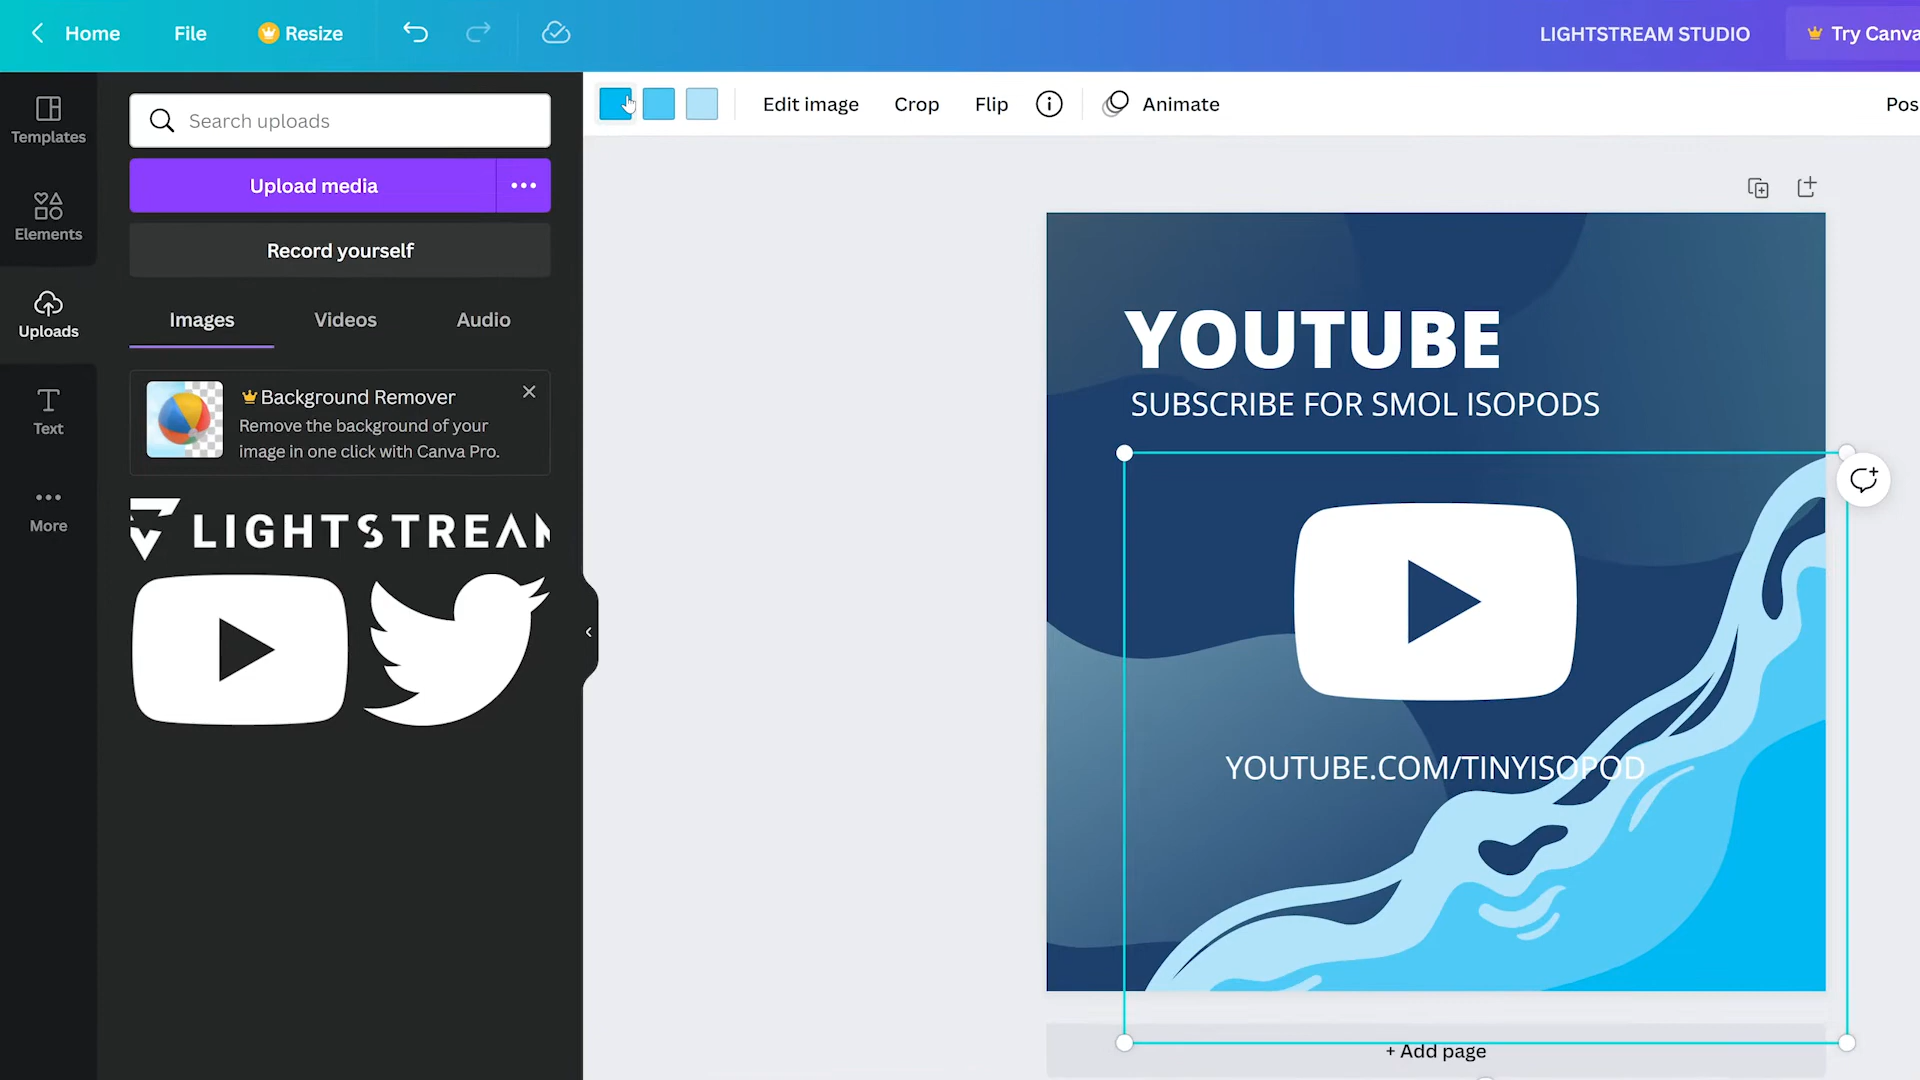 Home
File
Resize
LIGHTSTREAM STUDIO
Try Canva
Templates
Elements
Uploads
Text
More
Search uploads
Upload media
Record yourself
Images
Videos
Audio
Background Remover
Remove the background of your
image in one click with Canva Pro.
LIGHTSTREAM
Edit image
Crop
Flip
Animate
Pos
YOUTUBE
SUBSCRIBE FOR SMOL ISOPODS
YOUTUBE.COM/TINYISOPOD
+ Add page